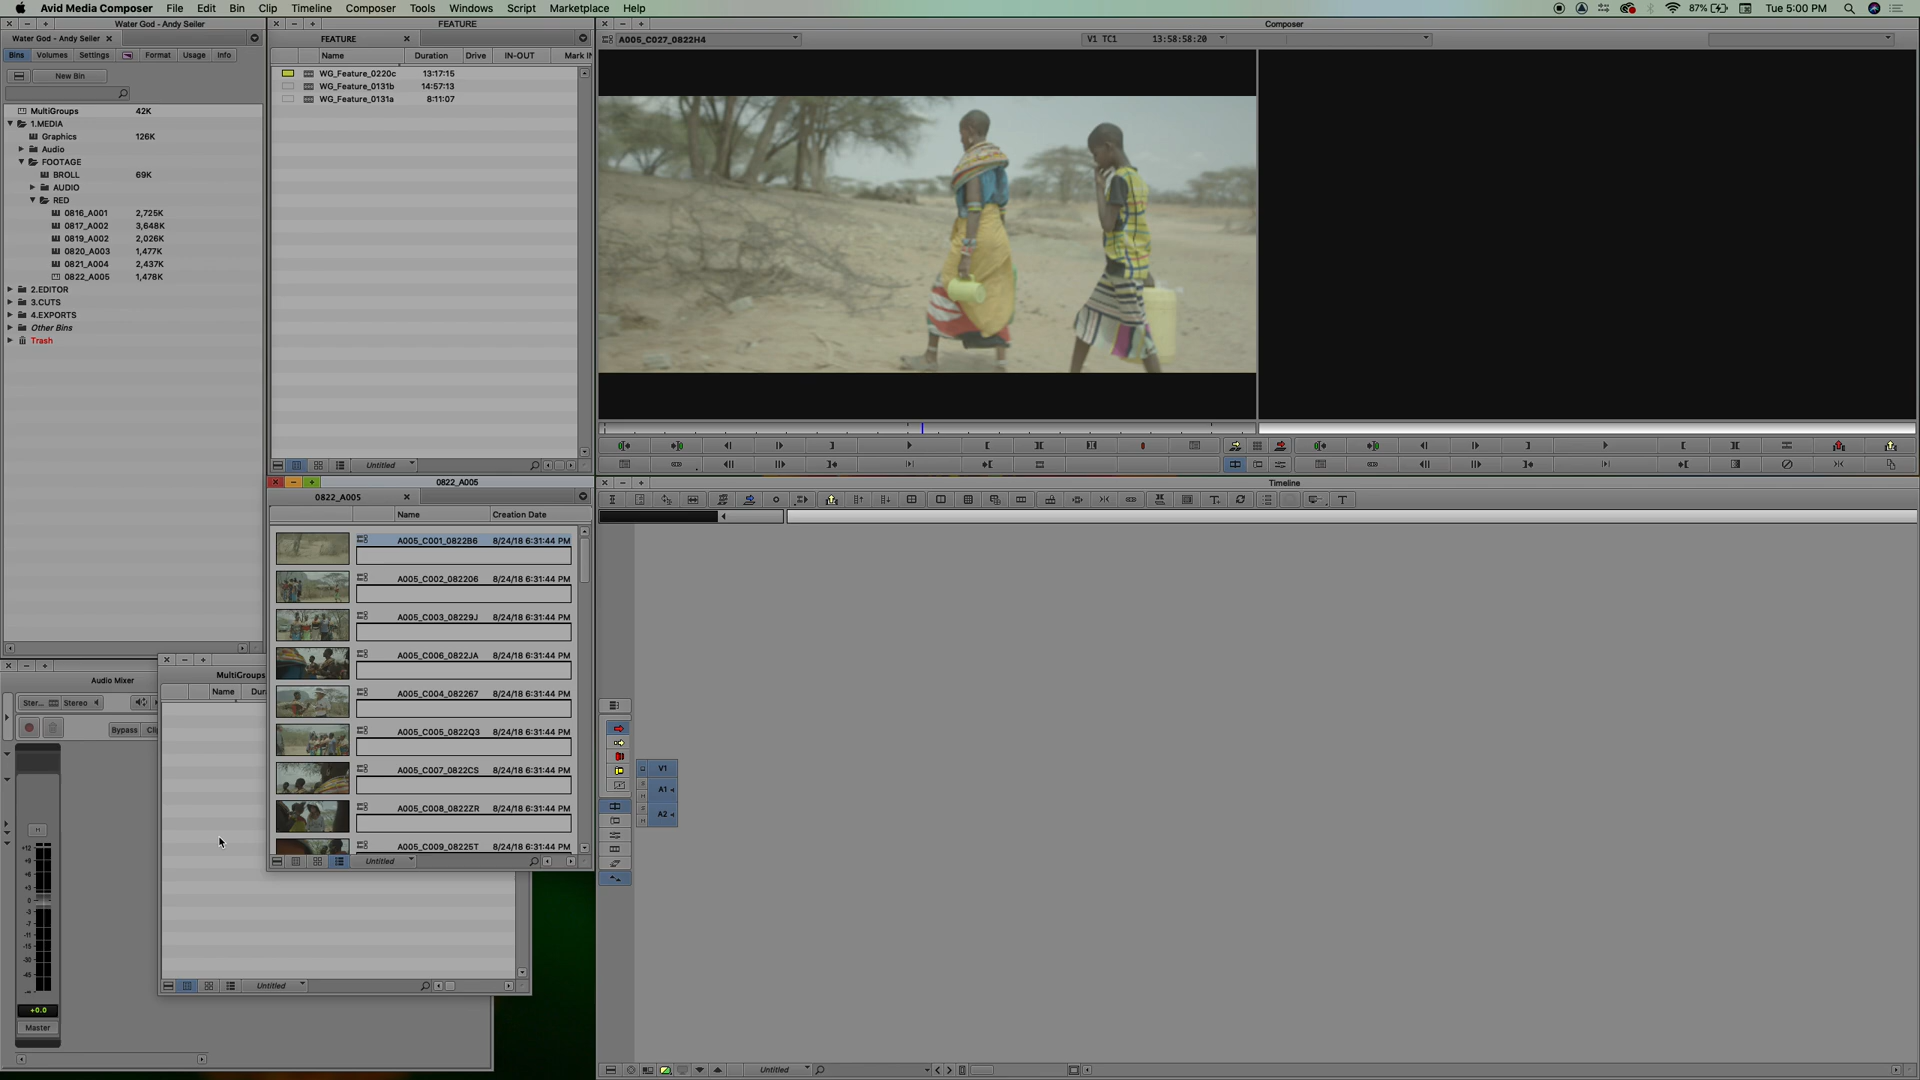 Avid Media Composer File Edit Bin Clip Timeline Composer Tools Windows Script Marketplace Help
87% Tue 5:00 PM
Water God - Andy Seiler
FEATURE
Composer
Water God - Andy Seiler
FEATURE
A005_C027_0822H4
V1 TC1 13:58:58:20
Bins Volumes Settings Format Usage Info
Name Duration Drive IN-OUT Mark IN
New Bin
WG_Feature_0220c 13:17:15
WG_Feature_0131b 14:57:13
WG_Feature_0131a 8:11:07
MultiGroups 42K
1.MEDIA
Graphics 126K
Audio
FOOTAGE
BROLL 69K
AUDIO
RED
0816_A001 2,725K
0817_A002 3,648K
0819_A002 2,026K
0820_A003 1,477K
0821_A004 2,437K
0822_A005 1,478K
2.EDITOR
3.CUTS
4.EXPORTS
Other Bins
Trash
Untitled
0822_A005
Timeline
0822_A005
Name Creation Date
A005_C001_0822B6 8/24/18 6:31:44 PM
A005_C002_082206 8/24/18 6:31:44 PM
A005_C003_08229J 8/24/18 6:31:44 PM
A005_C006_0822JA 8/24/18 6:31:44 PM
A005_C004_082267 8/24/18 6:31:44 PM
A005_C005_0822Q3 8/24/18 6:31:44 PM
A005_C007_0822CS 8/24/18 6:31:44 PM
A005_C008_0822ZR 8/24/18 6:31:44 PM
A005_C009_08225T 8/24/18 6:31:44 PM
Untitled
Audio Mixer
MultiGroups
Name Dura
Ster... Stereo
Bypass Cli
V1
A1
A2
+12
+6
+3
0
-3
-15
-30
-45
+0.0
Master
Untitled
Untitled